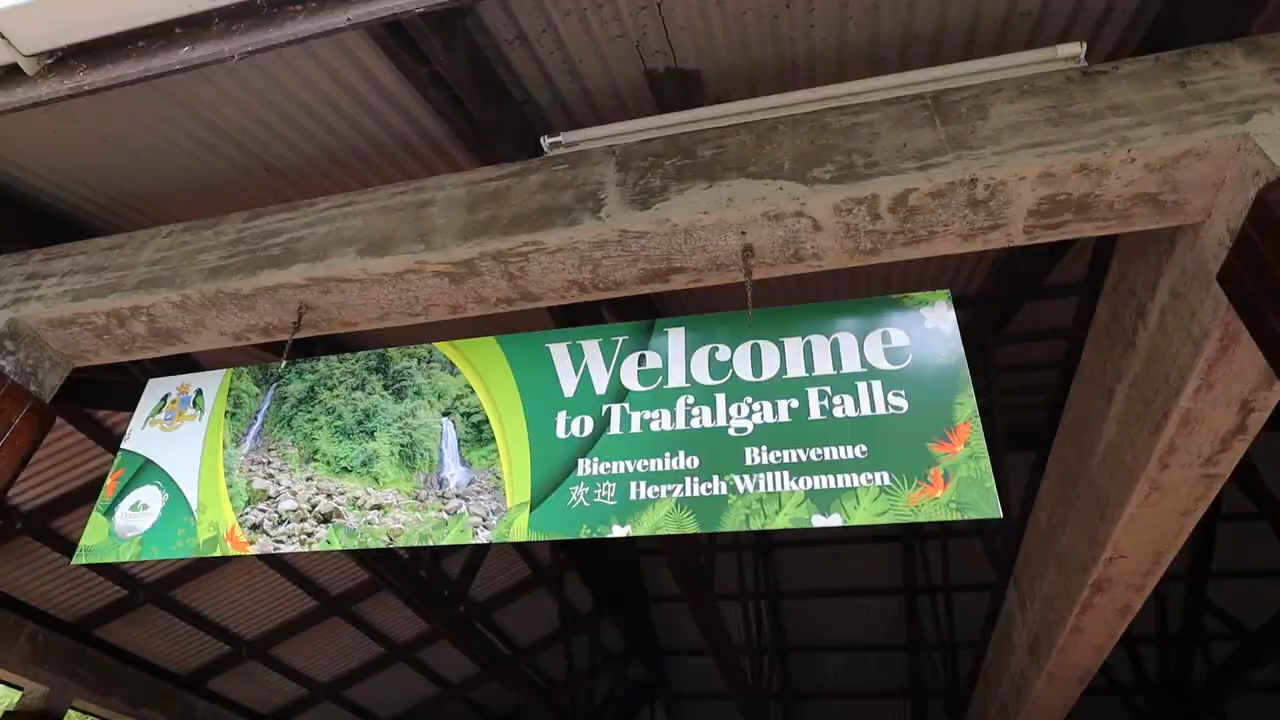 Welcome
to Trafalgar Falls
Bienvenido Bienvenue
欢迎 Herzlich Willkommen